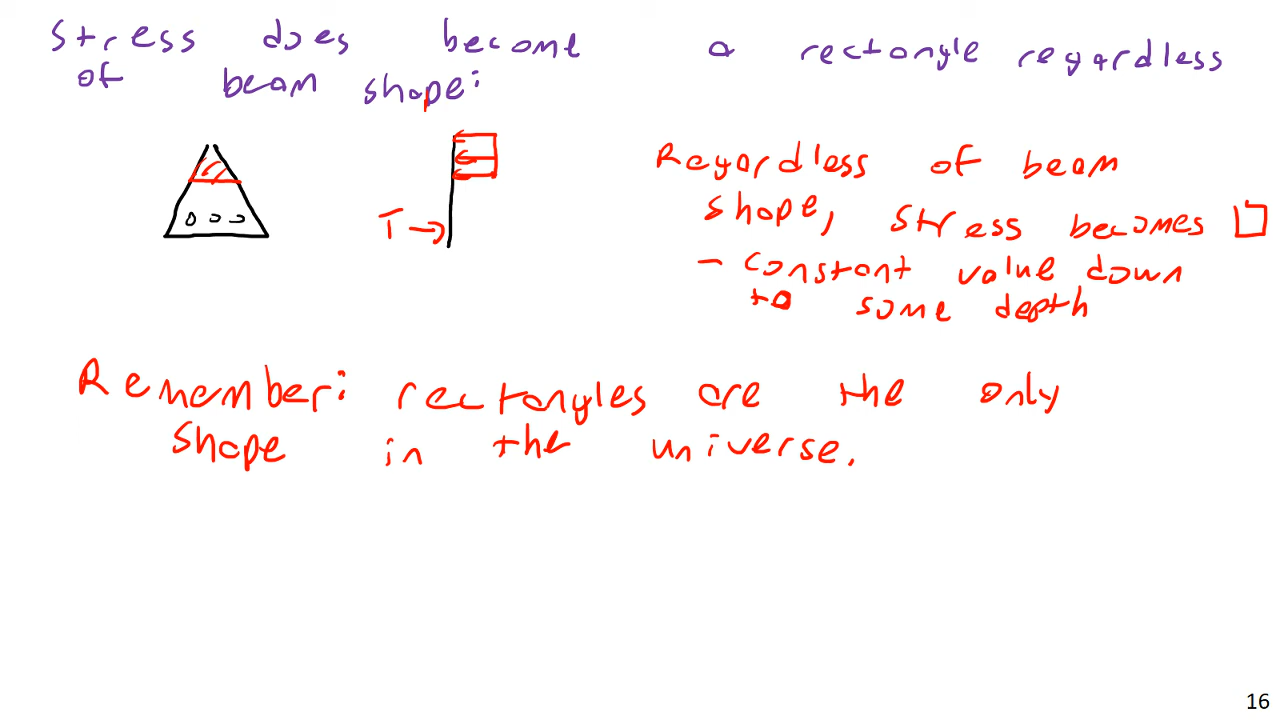 Stress does become a rectangle regardless
of beam shape:
T
Regardless of beam
shape, stress becomes
- constant value down
to some depth
Remember: rectangles are the only
shape in the universe.
16